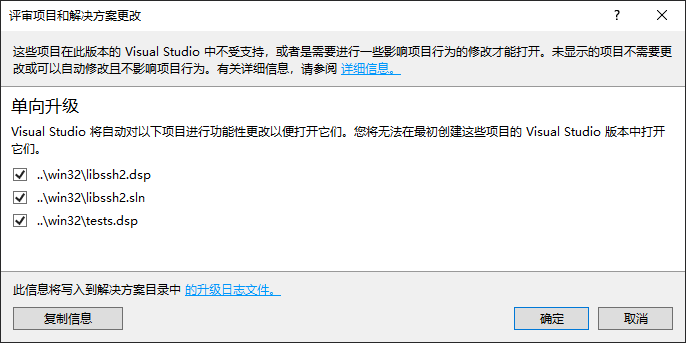 评审项目和解决方案更改
这些项目在此版本的 Visual Studio 中不受支持，或者是需要进行一些影响项目行为的修改才能打开。未显示的项目不需要更
改或可以自动修改且不影响项目行为。有关详细信息，请参阅 详细信息。
单向升级
Visual Studio 将自动对以下项目进行功能性更改以便打开它们。您将无法在最初创建这些项目的 Visual Studio 版本中打开
它们。
..\win32\libssh2.dsp
..\win32\libssh2.sln
..\win32\tests.dsp
此信息将写入到解决方案目录中 的升级日志文件。
复制信息
确定
取消